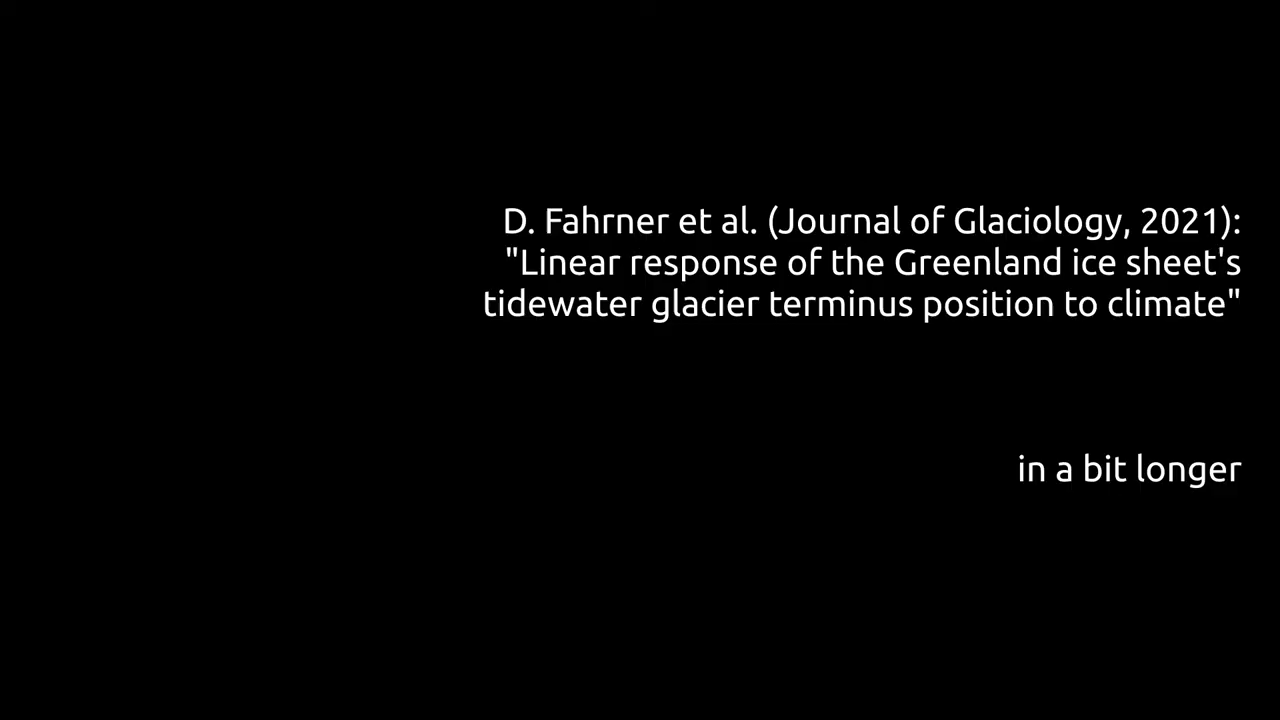 D. Fahrner et al. (Journal of Glaciology, 2021):
"Linear response of the Greenland ice sheet's
tidewater glacier terminus position to climate"
in a bit longer